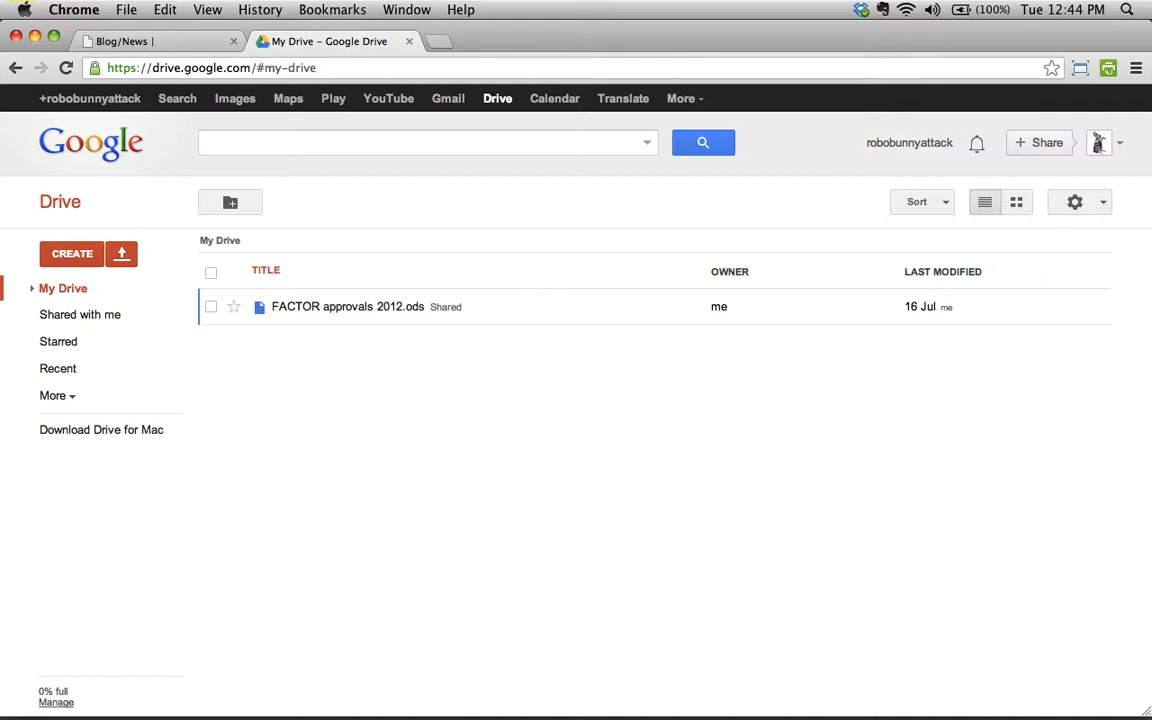 Chrome File Edit View History Bookmarks Window Help (100%) Tue 12:44 PM
Blog/News | My Drive – Google Drive
https://drive.google.com/#my-drive
+robobunnyattack Search Images Maps Play YouTube Gmail Drive Calendar Translate More
Google robobunnyattack + Share
Drive Sort
My Drive
CREATE
TITLE OWNER LAST MODIFIED
My Drive
FACTOR approvals 2012.ods Shared me 16 Jul me
Shared with me
Starred
Recent
More
Download Drive for Mac
0% full
Manage